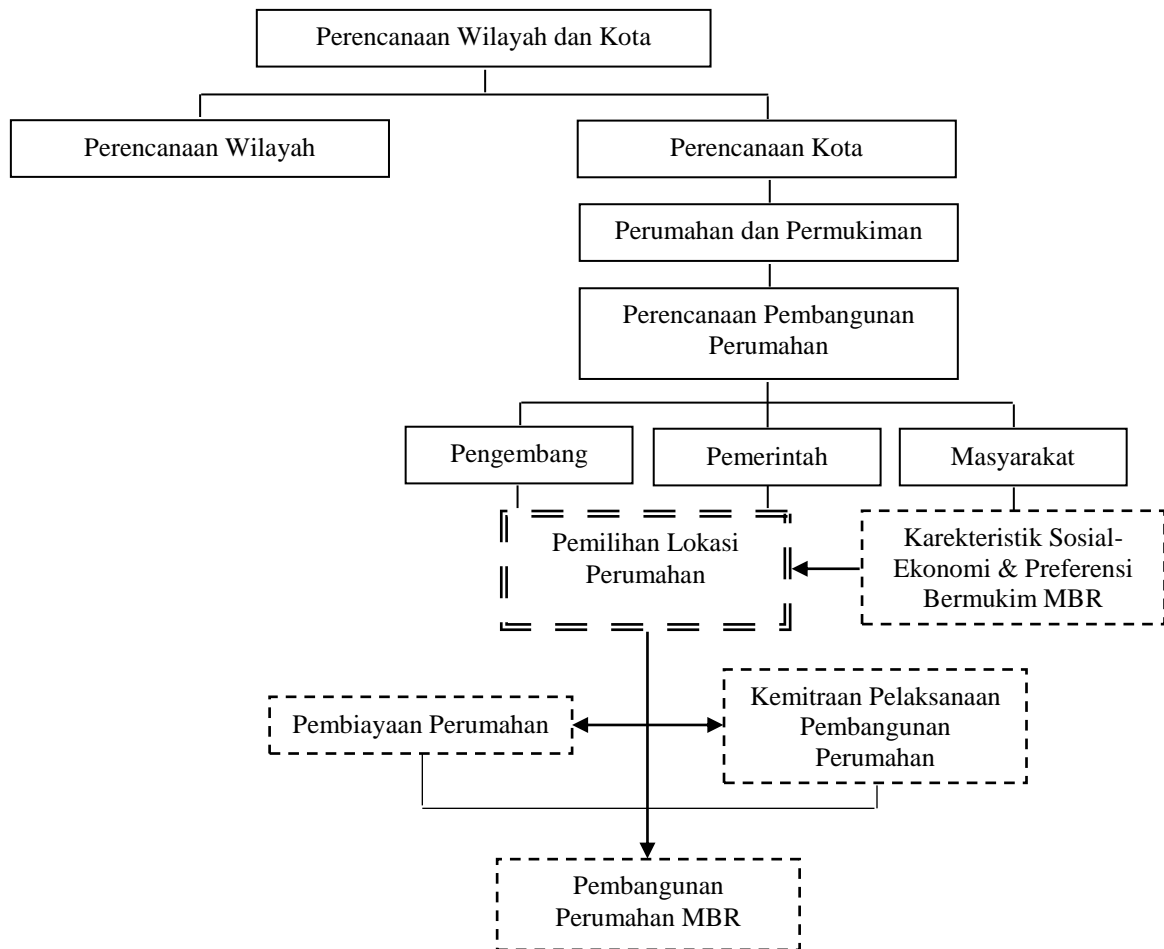 Perencanaan Wilayah dan Kota
Perencanaan Wilayah
Perencanaan Kota
Perumahan dan Permukiman
Perencanaan Pembangunan
Perumahan
Pengembang
Pemerintah
Masyarakat
Pemilihan Lokasi
Perumahan
Karekteristik Sosial-
Ekonomi & Preferensi
Bermukim MBR
Pembiayaan Perumahan
Kemitraan Pelaksanaan
Pembangunan
Perumahan
Pembangunan
Perumahan MBR